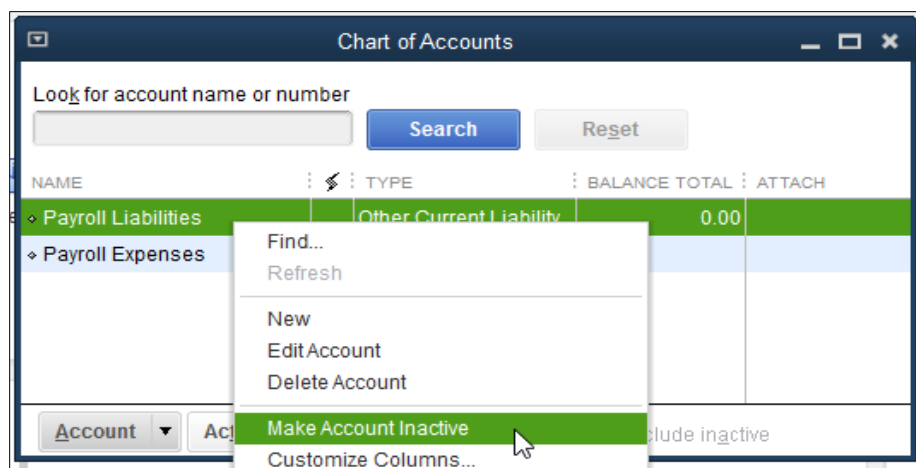 Chart of Accounts
Look for account name or number
Search Reset
NAME TYPE BALANCE TOTAL ATTACH
Payroll Liabilities Other Current Liability 0.00
Payroll Expenses
Find...
Refresh
New
Edit Account
Delete Account
Make Account Inactive
Customize Columns...
Account inactive